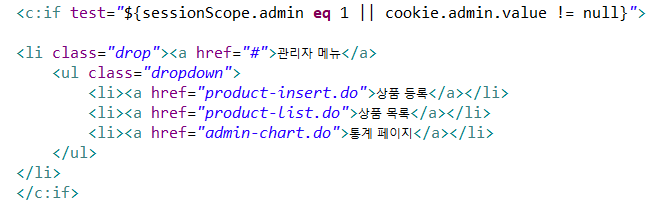 <c:if test="${sessionScope.admin eq 1 || cookie.admin.value != null}">
<li class="drop"><a href="#">관리자 메뉴</a>
<ul class="dropdown">
<li><a href="product-insert.do">상품 등록</a></li>
<li><a href="product-list.do">상품 목록</a></li>
<li><a href="admin-chart.do">통계 페이지</a></li>
</ul>
</li>
</c:if>